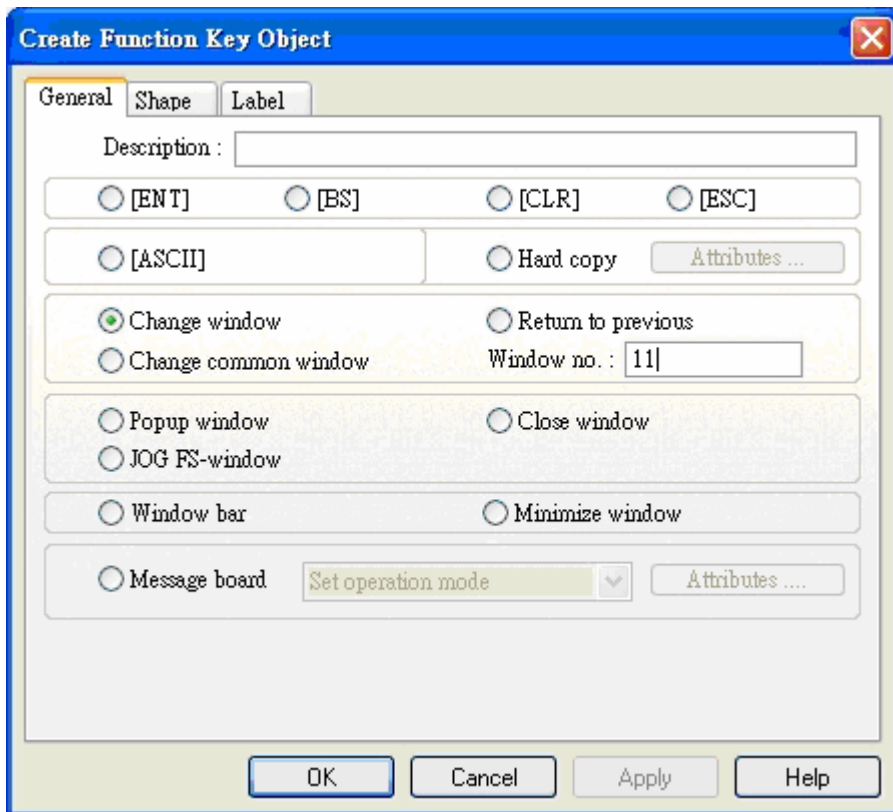 Create Function Key Object
General Shape Label
Description :
[ENT] [BS] [CLR] [ESC]
[ASCII] Hard copy Attributes ...
Change window Return to previous
Change common window Window no. : 11
Popup window Close window
JOG FS-window
Window bar Minimize window
Message board Set operation mode Attributes ....
OK Cancel Apply Help